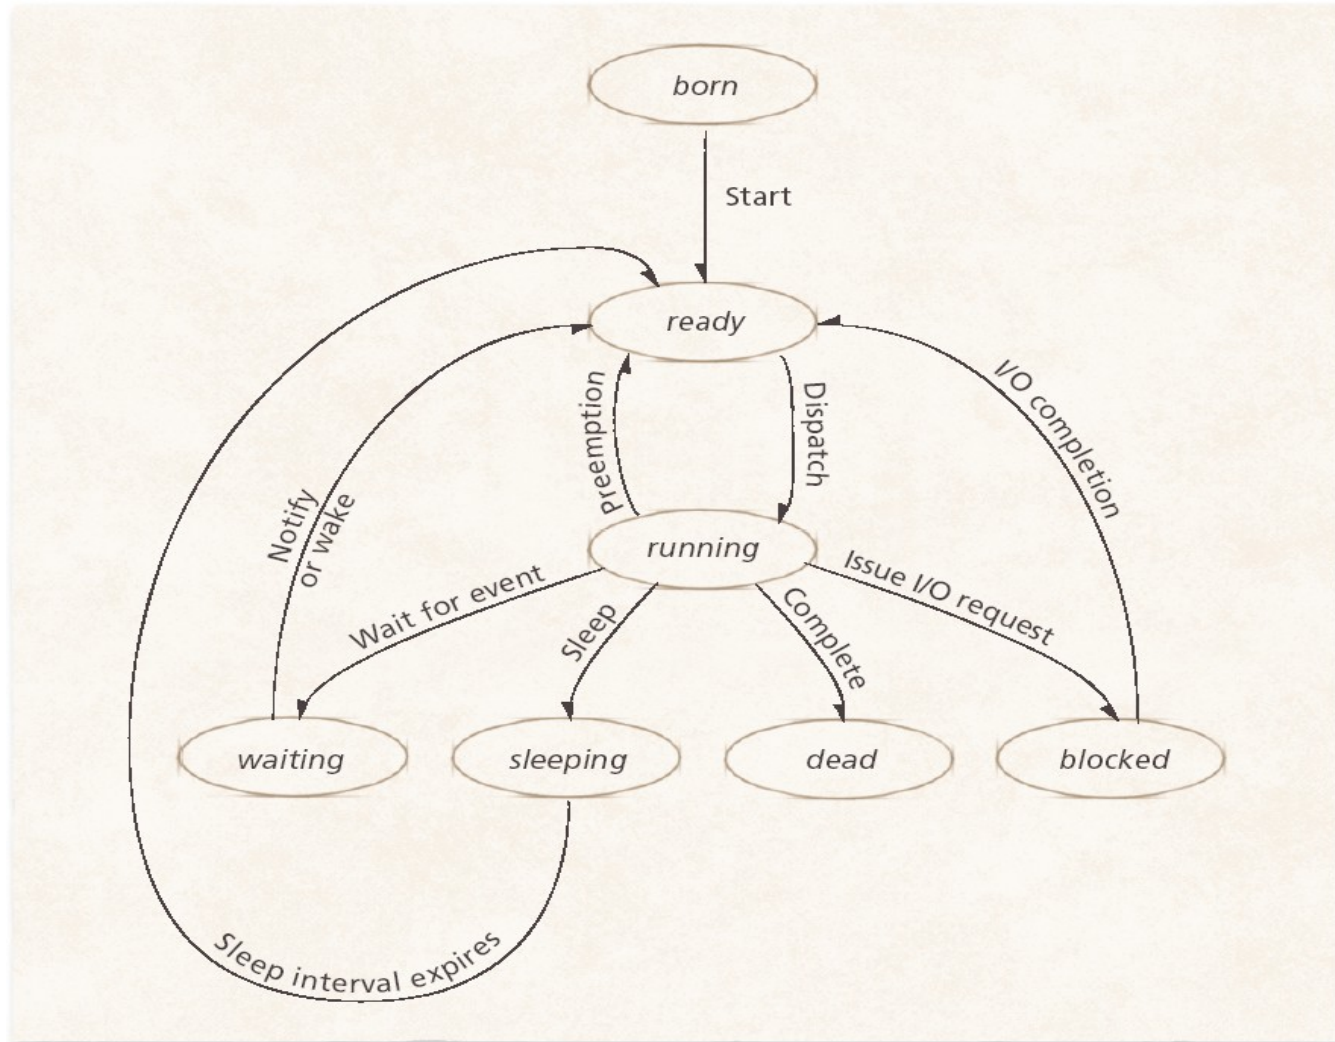 born
Start
ready
Preemption
Dispatch
I/O completion
Notify
or wake
running
Wait for event
Sleep
Complete
Issue I/O request
waiting
sleeping
dead
blocked
Sleep interval expires